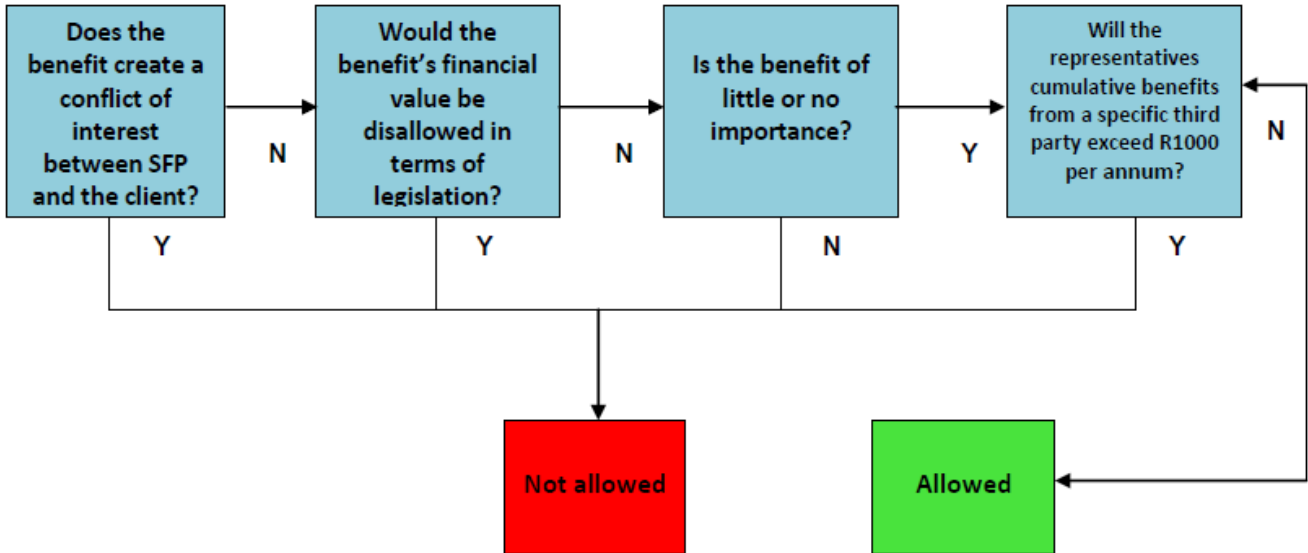 Does the
benefit create a
conflict of
interest
between SFP
and the client?
N
Y
Would the
benefit's financial
value be
disallowed in
terms of
legislation?
N
Y
Is the benefit of
little or no
importance?
Y
N
Will the
representatives
cumulative benefits
from a specific third
party exceed R1000
per annum?
N
Y
Not allowed
Allowed